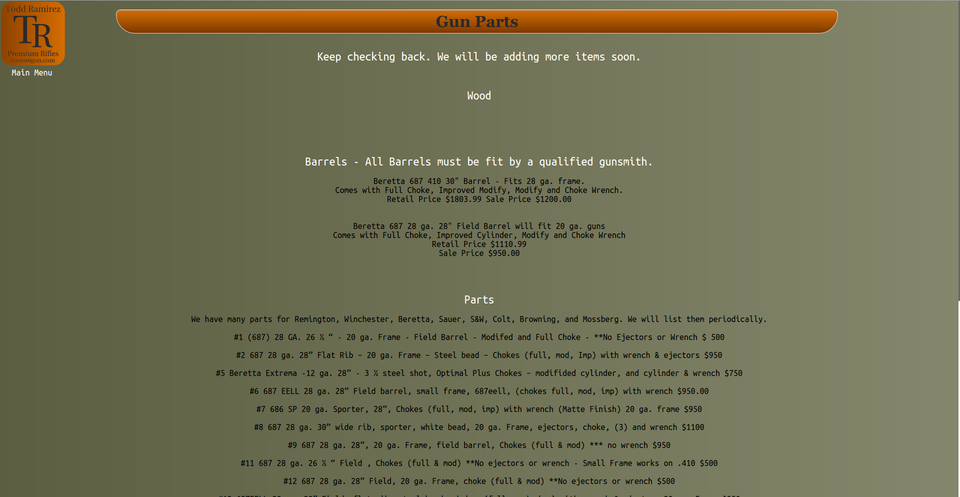 Todd Ramirez
TR
Premium Rifles
Main Menu
Gun Parts
Keep checking back. We will be adding more items soon.
Wood
Barrels - All Barrels must be fit by a qualified gunsmith.
Beretta 687 410 30" Barrel - Fits 28 ga. frame.
Comes with Full Choke, Improved Modify, Modify and Choke Wrench.
Retail Price $1803.99 Sale Price $1200.00
Beretta 687 28 ga. 28" Field Barrel will fit 20 ga. guns
Comes with Full Choke, Improved Cylinder, Modify and Choke Wrench
Retail Price $1110.99
Sale Price $950.00
Parts
We have many parts for Remington, Winchester, Beretta, Sauer, S&W, Colt, Browning, and Mossberg. We will list them periodically.
#1 (687) 28 GA. 26 ½ “ - 20 ga. Frame - Field Barrel - Modifed and Full Choke - **No Ejectors or Wrench $ 500
#2 687 28 ga. 28” Flat Rib – 20 ga. Frame – Steel bead – Chokes (full, mod, Imp) with wrench & ejectors $950
#5 Beretta Extrema -12 ga. 28” - 3 ½ steel shot, Optimal Plus Chokes – modifided cylinder, and cylinder & wrench $750
#6 687 EELL 28 ga. 28” Field barrel, small frame, 687eell, (chokes full, mod, imp) with wrench $950.00
#7 686 SP 20 ga. Sporter, 28”, Chokes (full, mod, imp) with wrench (Matte Finish) 20 ga. frame $950
#8 687 28 ga. 30” wide rib, sporter, white bead, 20 ga. Frame, ejectors, choke, (3) and wrench $1100
#9 687 28 ga. 28”, 20 ga. Frame, field barrel, Chokes (full & mod) *** no wrench $950
#11 687 28 ga. 26 ½ “ Field , Chokes (full & mod) **No ejectors or wrench - Small Frame works on .410 $500
#12 687 28 ga. 28” Field, 20 ga. Frame, choke (full & mod) **No ejectors or wrench $500